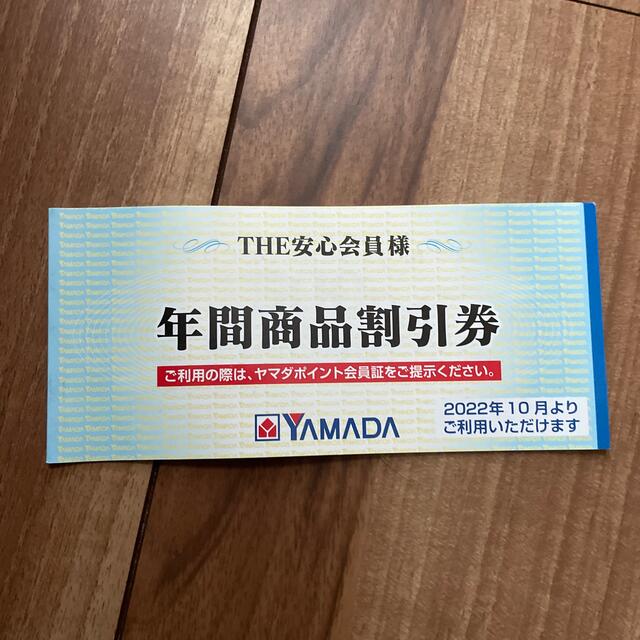 THE安心会員様
年間商品割引券
ご利用の際は、ヤマダポイント会員証をご提示ください。
YAMADA
2022年10月より
ご利用いただけます